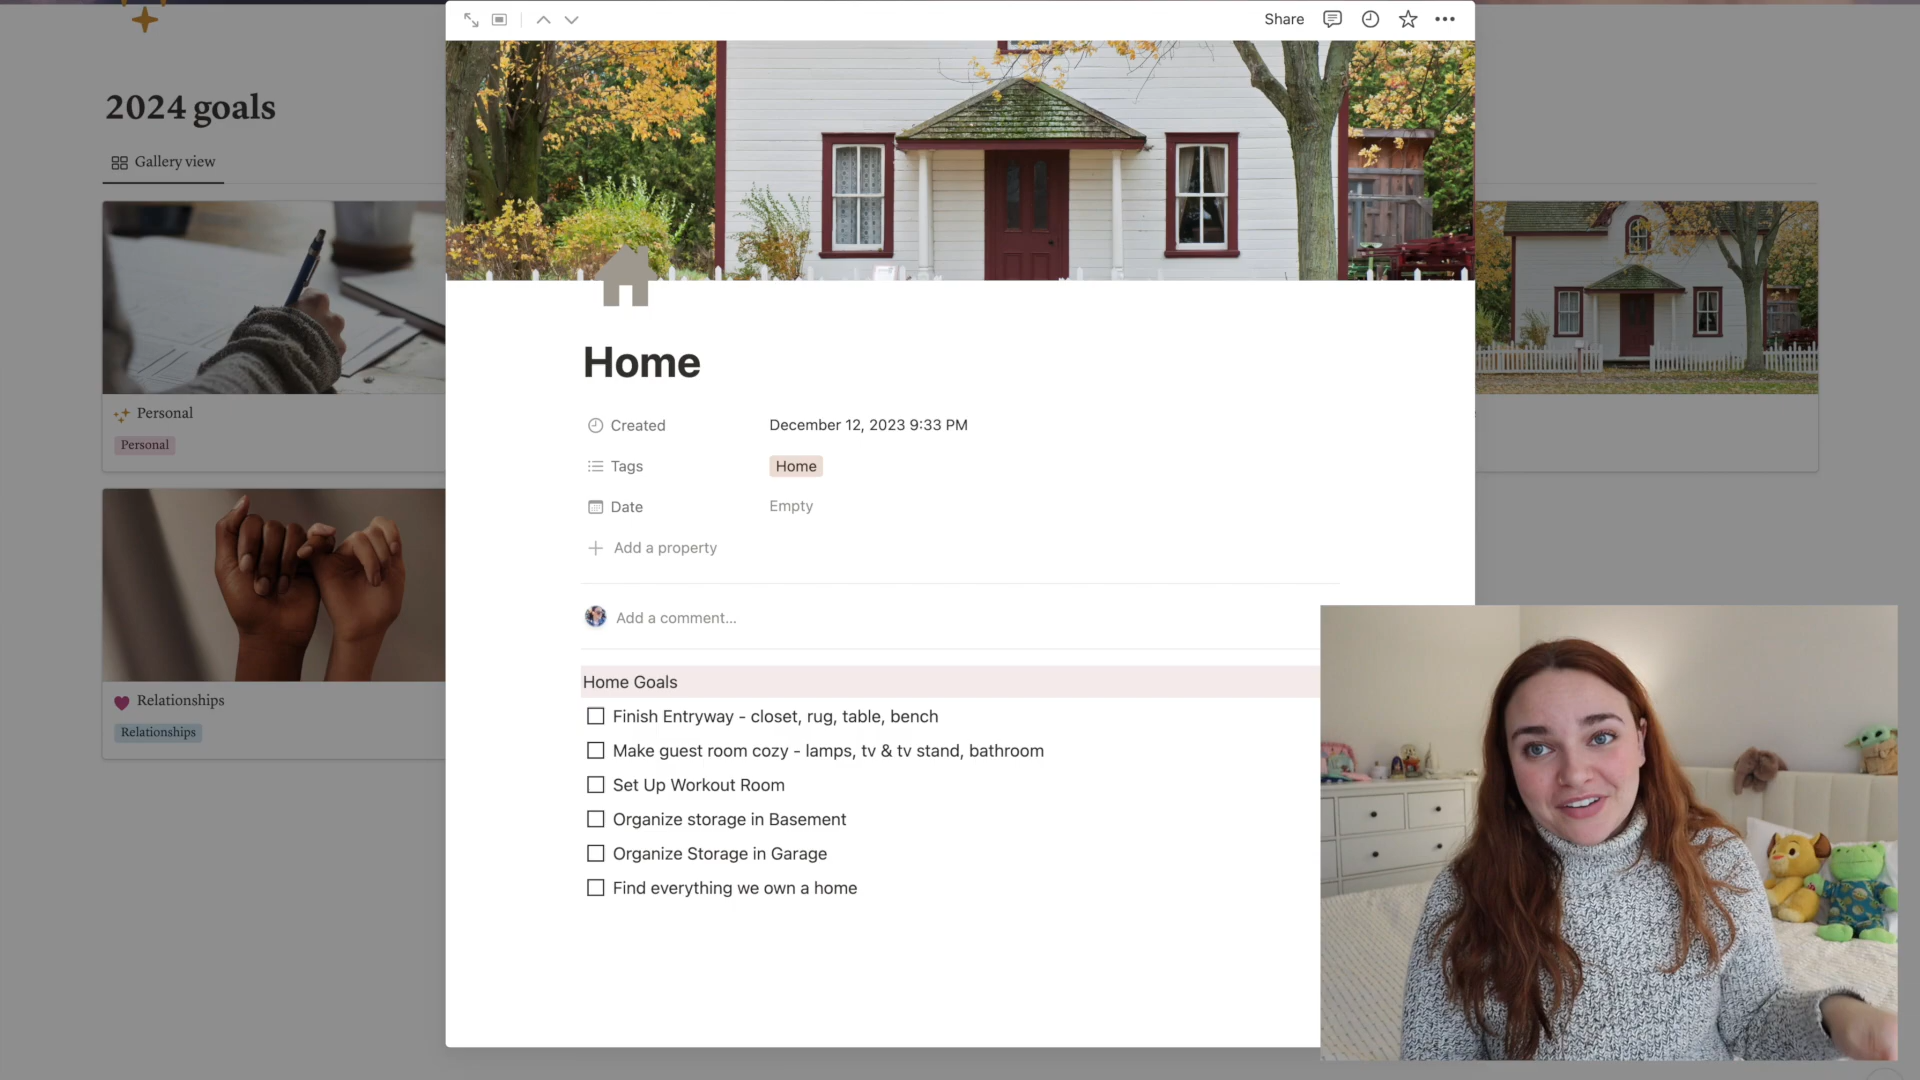 Share
2024 goals
Gallery view
Personal
Personal
Relationships
Relationships
Home
Created
December 12, 2023 9:33 PM
Tags
Home
Date
Empty
Add a property
Add a comment...
Home Goals
Finish Entryway - closet, rug, table, bench
Make guest room cozy - lamps, tv & tv stand, bathroom
Set Up Workout Room
Organize storage in Basement
Organize Storage in Garage
Find everything we own a home